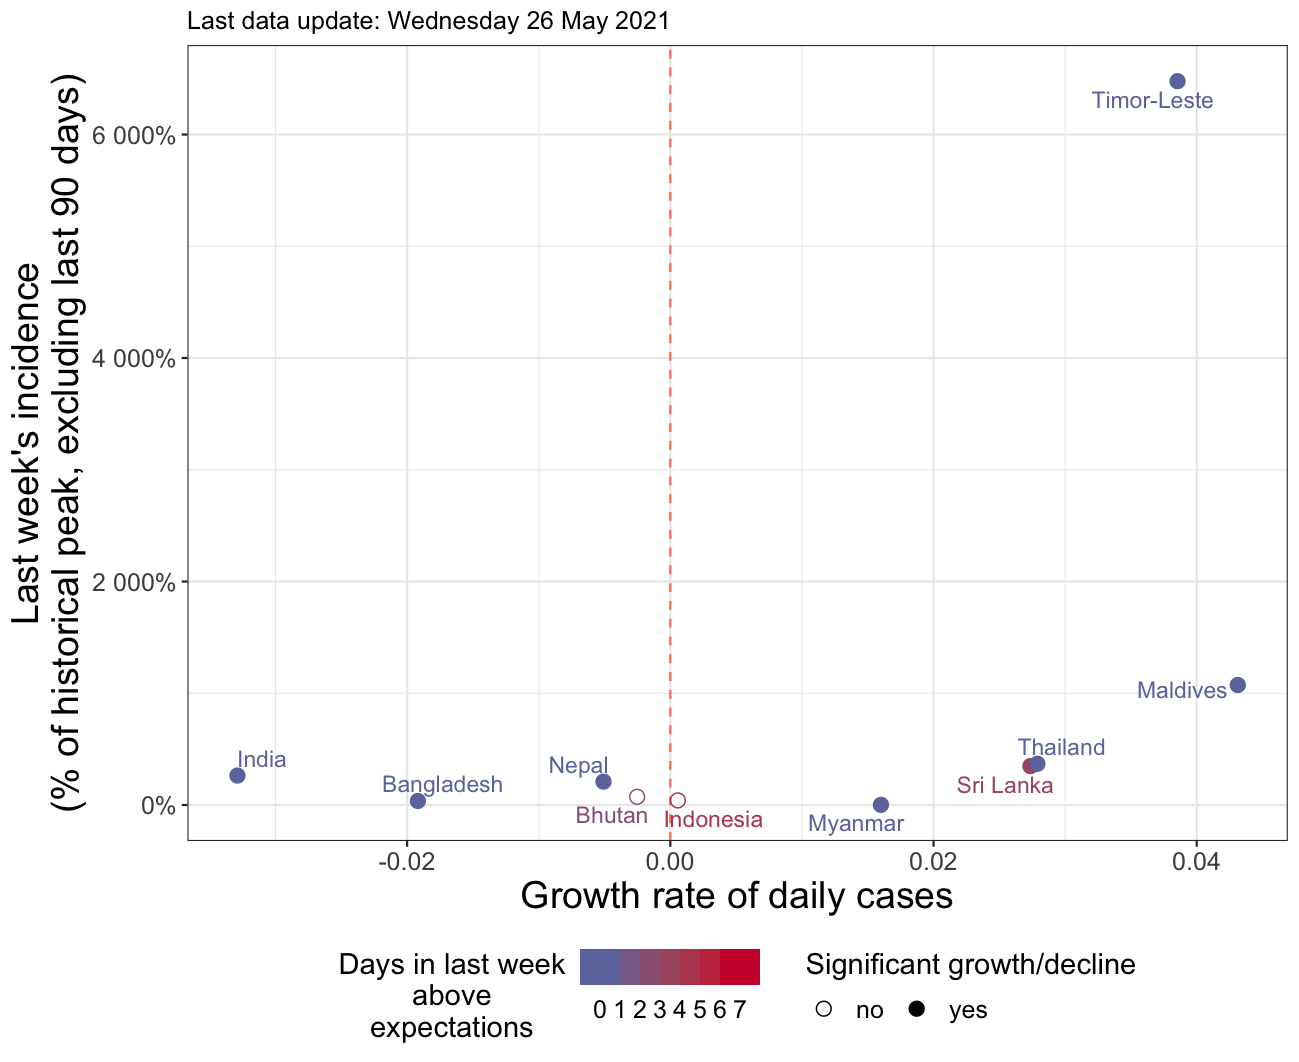 Last data update: Wednesday 26 May 2021
Last week's incidence
(% of historical peak, excluding last 90 days)
6 000%
4 000%
2 000%
0%
Timor-Leste
Maldives
Thailand
Sri Lanka
India
Nepal
Bangladesh
Bhutan
Indonesia
Myanmar
-0.02
0.00
0.02
0.04
Growth rate of daily cases
Days in last week
above
expectations
0 1 2 3 4 5 6 7
Significant growth/decline
no
yes